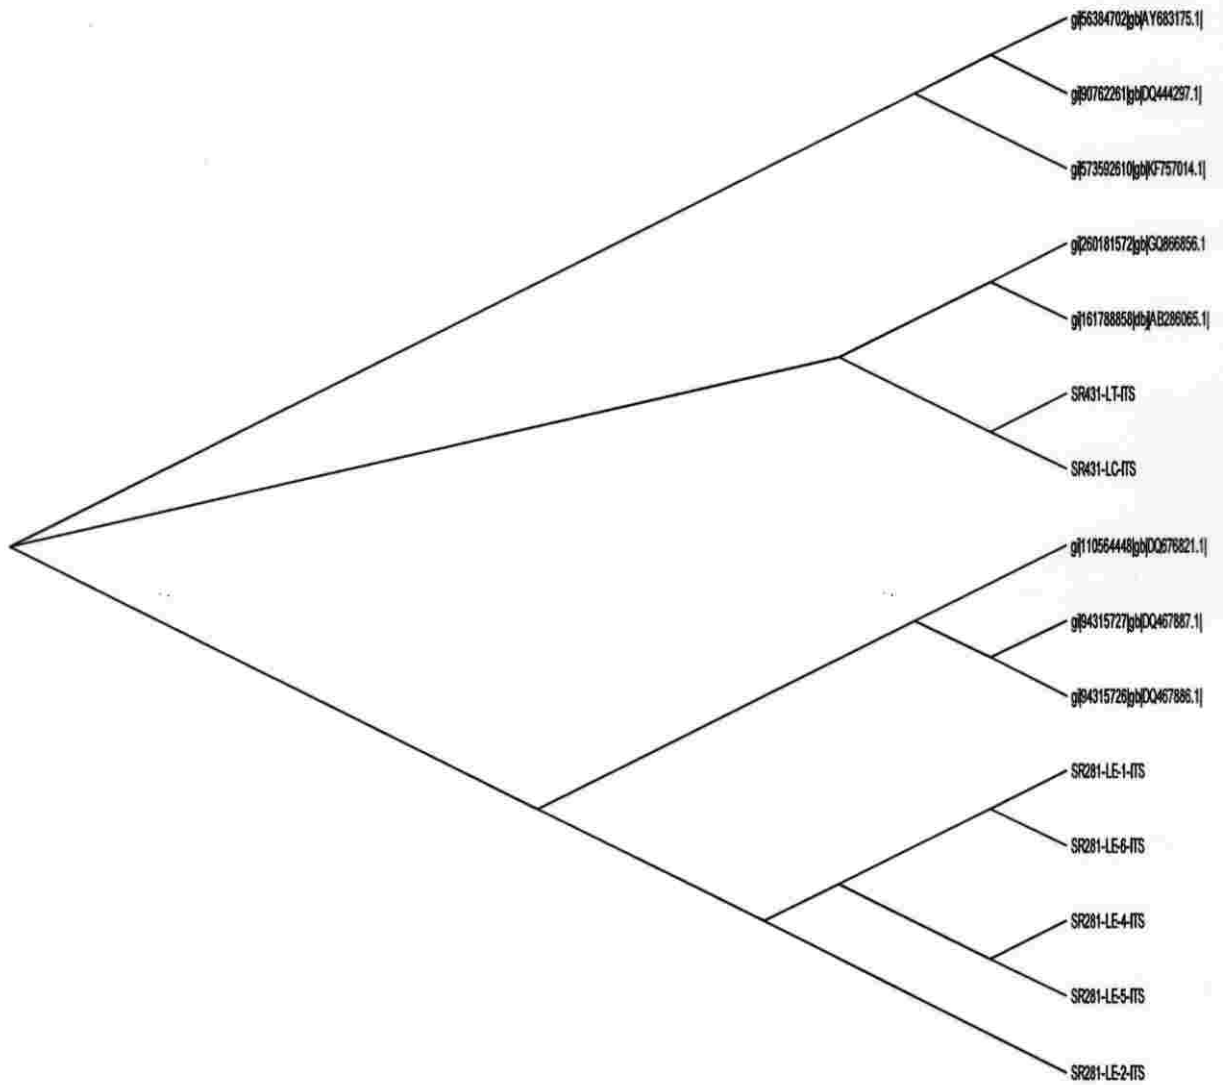 gi|56384702|gb|AY683175.1|
gi|90762261|gb|DQ444297.1|
gi|573592610|gb|KF757014.1|
gi|260181572|gb|GQ866856.1
gi|161788858|dbj|AB286065.1|
SR431-LT-ITS
SR431-LC-ITS
gi|110564448|gb|DQ676821.1|
gi|94315727|gb|DQ467887.1|
gi|94315726|gb|DQ467886.1|
SR281-LE-1-ITS
SR281-LE-6-ITS
SR281-LE-4-ITS
SR281-LE-5-ITS
SR281-LE-2-ITS